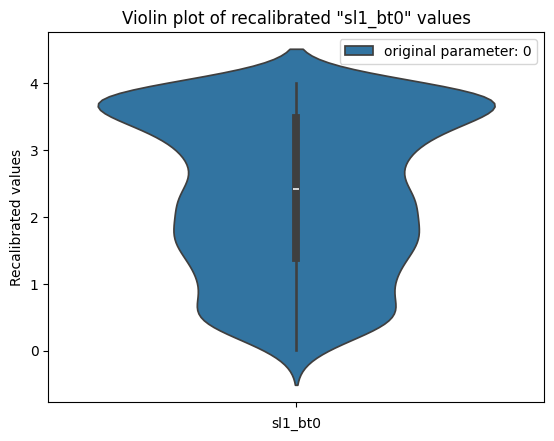 Violin plot of recalibrated "sl1_bt0" values
original parameter: 0
Recalibrated values
4
3
2
1
0
sl1_bt0